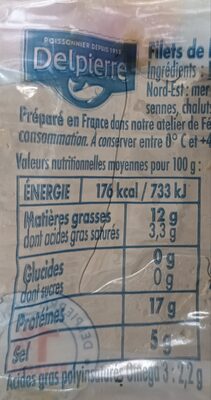 POISSONNIER DEPUIS 1913
Delpierre
Filets de
Ingrédients
Nord-Est: mer
sennes, chaluts
Préparé en France dans notre atelier de Fé
consommation. A conserver entre 0° C et +4
Valeurs nutritionnelles moyennes pour 100 g :
ÉNERGIE 176 kcal / 733 kJ
Matières grasses 12 g
dont acides gras saturés 3,3 g
Glucides 0 g
dont sucres 0 g
Protéines 17 g
Sel 5 g
Acides gras polyinsaturés Oméga 3 : 2,2 g